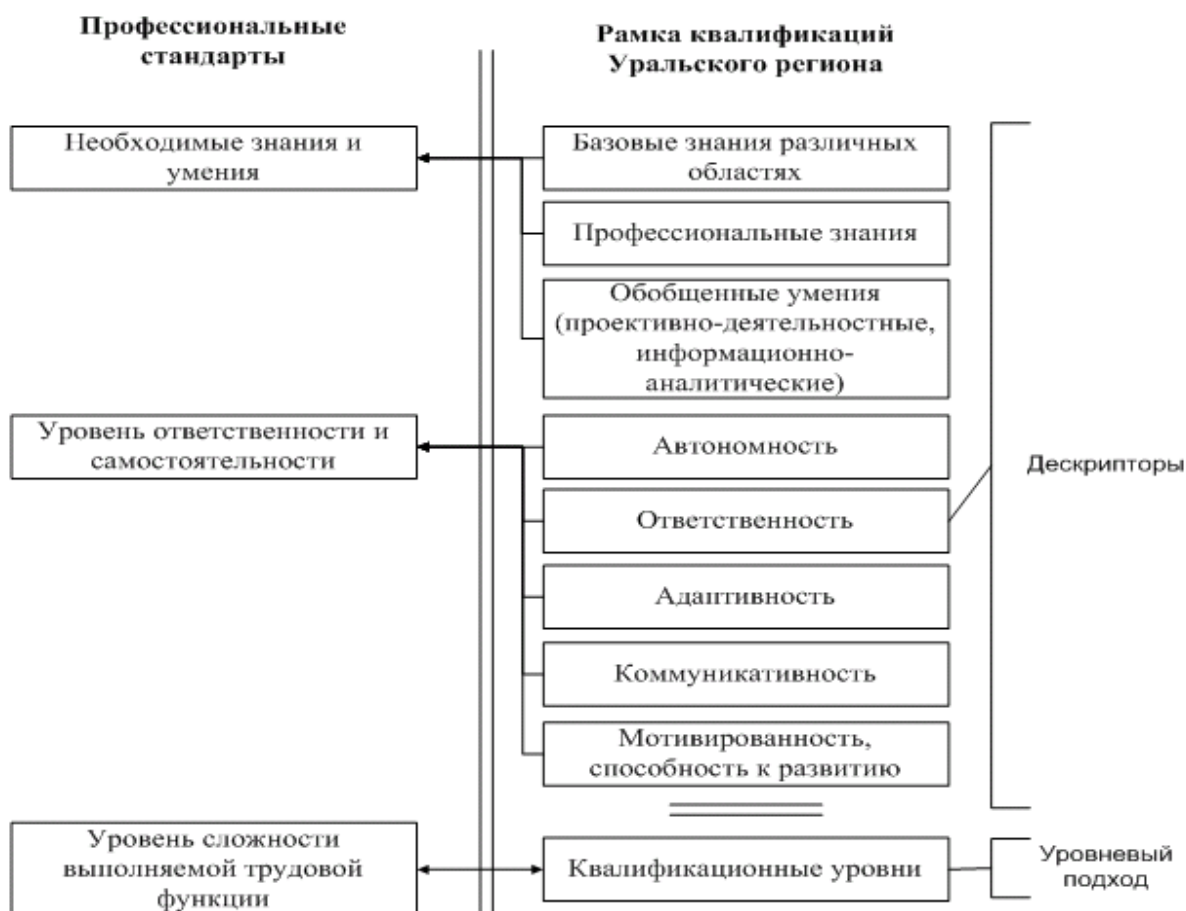 Профессиональные
стандарты
Рамка квалификаций
Уральского региона
Необходимые знания и
умения
Базовые знания различных
областях
Профессиональные знания
Обобщенные умения
(проективно-деятельностные,
информационно-
аналитические)
Уровень ответственности и
самостоятельности
Автономность
Ответственность
Адаптивность
Коммуникативность
Мотивированность,
способность к развитию
Дескрипторы
Уровень сложности
выполняемой трудовой
функции
Квалификационные уровни
Уровневый
подход